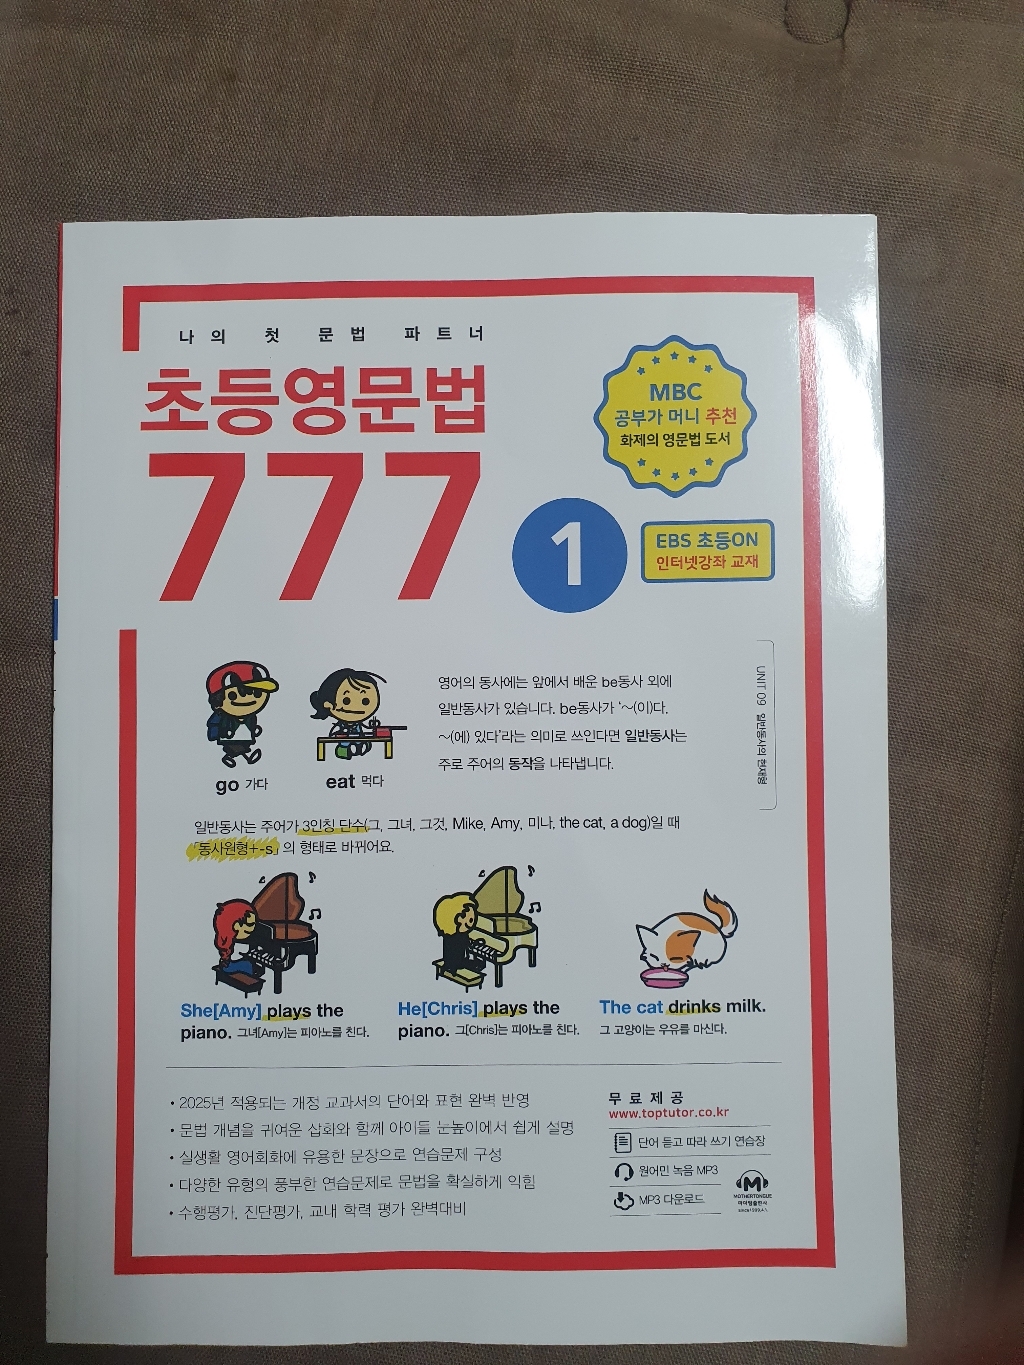 나의 첫 문법 파트너
초등영문법
777
1
MBC
공부가 머니 추천
화제의 영문법 도서
EBS 초등ON
인터넷강좌 교재
영어의 동사에는 앞에서 배운 be동사 외에
일반동사가 있습니다. be동사가 ‘~(이)다.
~(에) 있다’라는 의미로 쓰인다면 일반동사는
주로 주어의 동작을 나타냅니다.
UNIT 09 일반동사의 현재형
go 가다
eat 먹다
일반동사는 주어가 3인칭 단수(그, 그녀, 그것, Mike, Amy, 미나, the cat, a dog)일 때
「동사원형+-s」의 형태로 바뀌어요.
She[Amy] plays the
piano. 그녀[Amy]는 피아노를 친다.
He[Chris] plays the
piano. 그[Chris]는 피아노를 친다.
The cat drinks milk.
그 고양이는 우유를 마신다.
• 2025년 적용되는 개정 교과서의 단어와 표현 완벽 반영
• 문법 개념을 귀여운 삽화와 함께 아이들 눈높이에서 쉽게 설명
• 실생활 영어회화에 유용한 문장으로 연습문제 구성
• 다양한 유형의 풍부한 연습문제로 문법을 확실하게 익힘
• 수행평가, 진단평가, 교내 학력 평가 완벽대비
무료제공
www.toptutor.co.kr
단어 듣고 따라 쓰기 연습장
원어민 녹음 MP3
MP3 다운로드
M
MOTHERTONGUE
마더텅출판사
since1999.4.1.